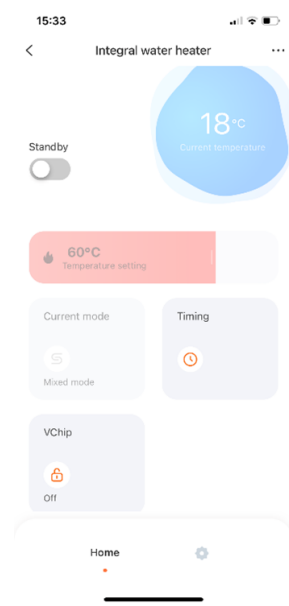 15:33
Integral water heater
18°C
Current temperature
Standby
60°C
Temperature setting
Current mode
Timing
Mixed mode
VChip
Off
Home